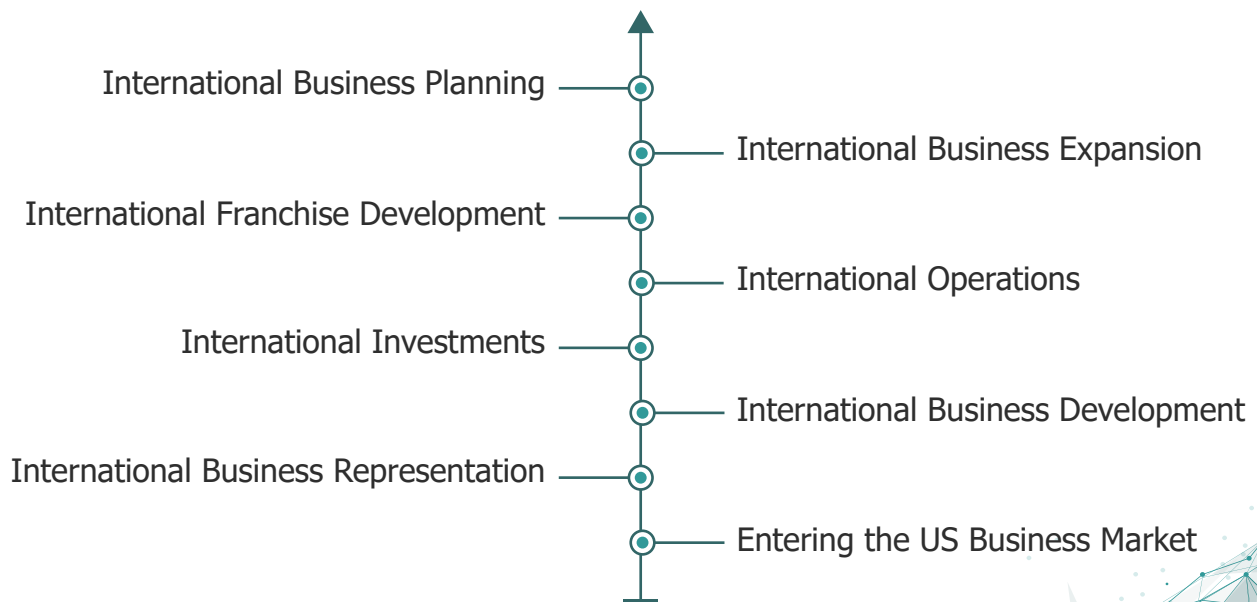 International Business Planning
International Business Expansion
International Franchise Development
International Operations
International Investments
International Business Development
International Business Representation
Entering the US Business Market